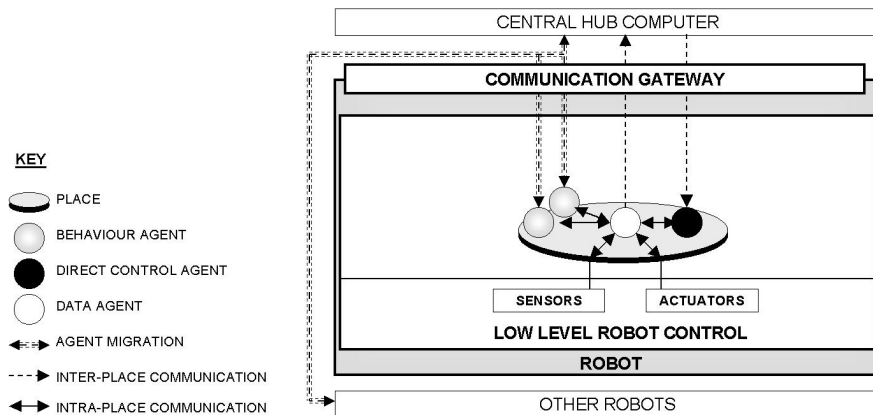 CENTRAL HUB COMPUTER
COMMUNICATION GATEWAY
KEY
PLACE
BEHAVIOUR AGENT
DIRECT CONTROL AGENT
DATA AGENT
AGENT MIGRATION
INTER-PLACE COMMUNICATION
INTRA-PLACE COMMUNICATION
SENSORS
ACTUATORS
LOW LEVEL ROBOT CONTROL
ROBOT
OTHER ROBOTS